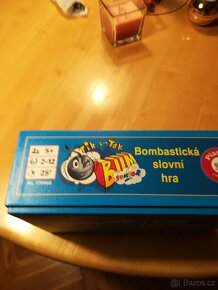 8+
2-12
25'
Tik Tak
BUM
Bombastická
slovní
hra
Bazos.cz